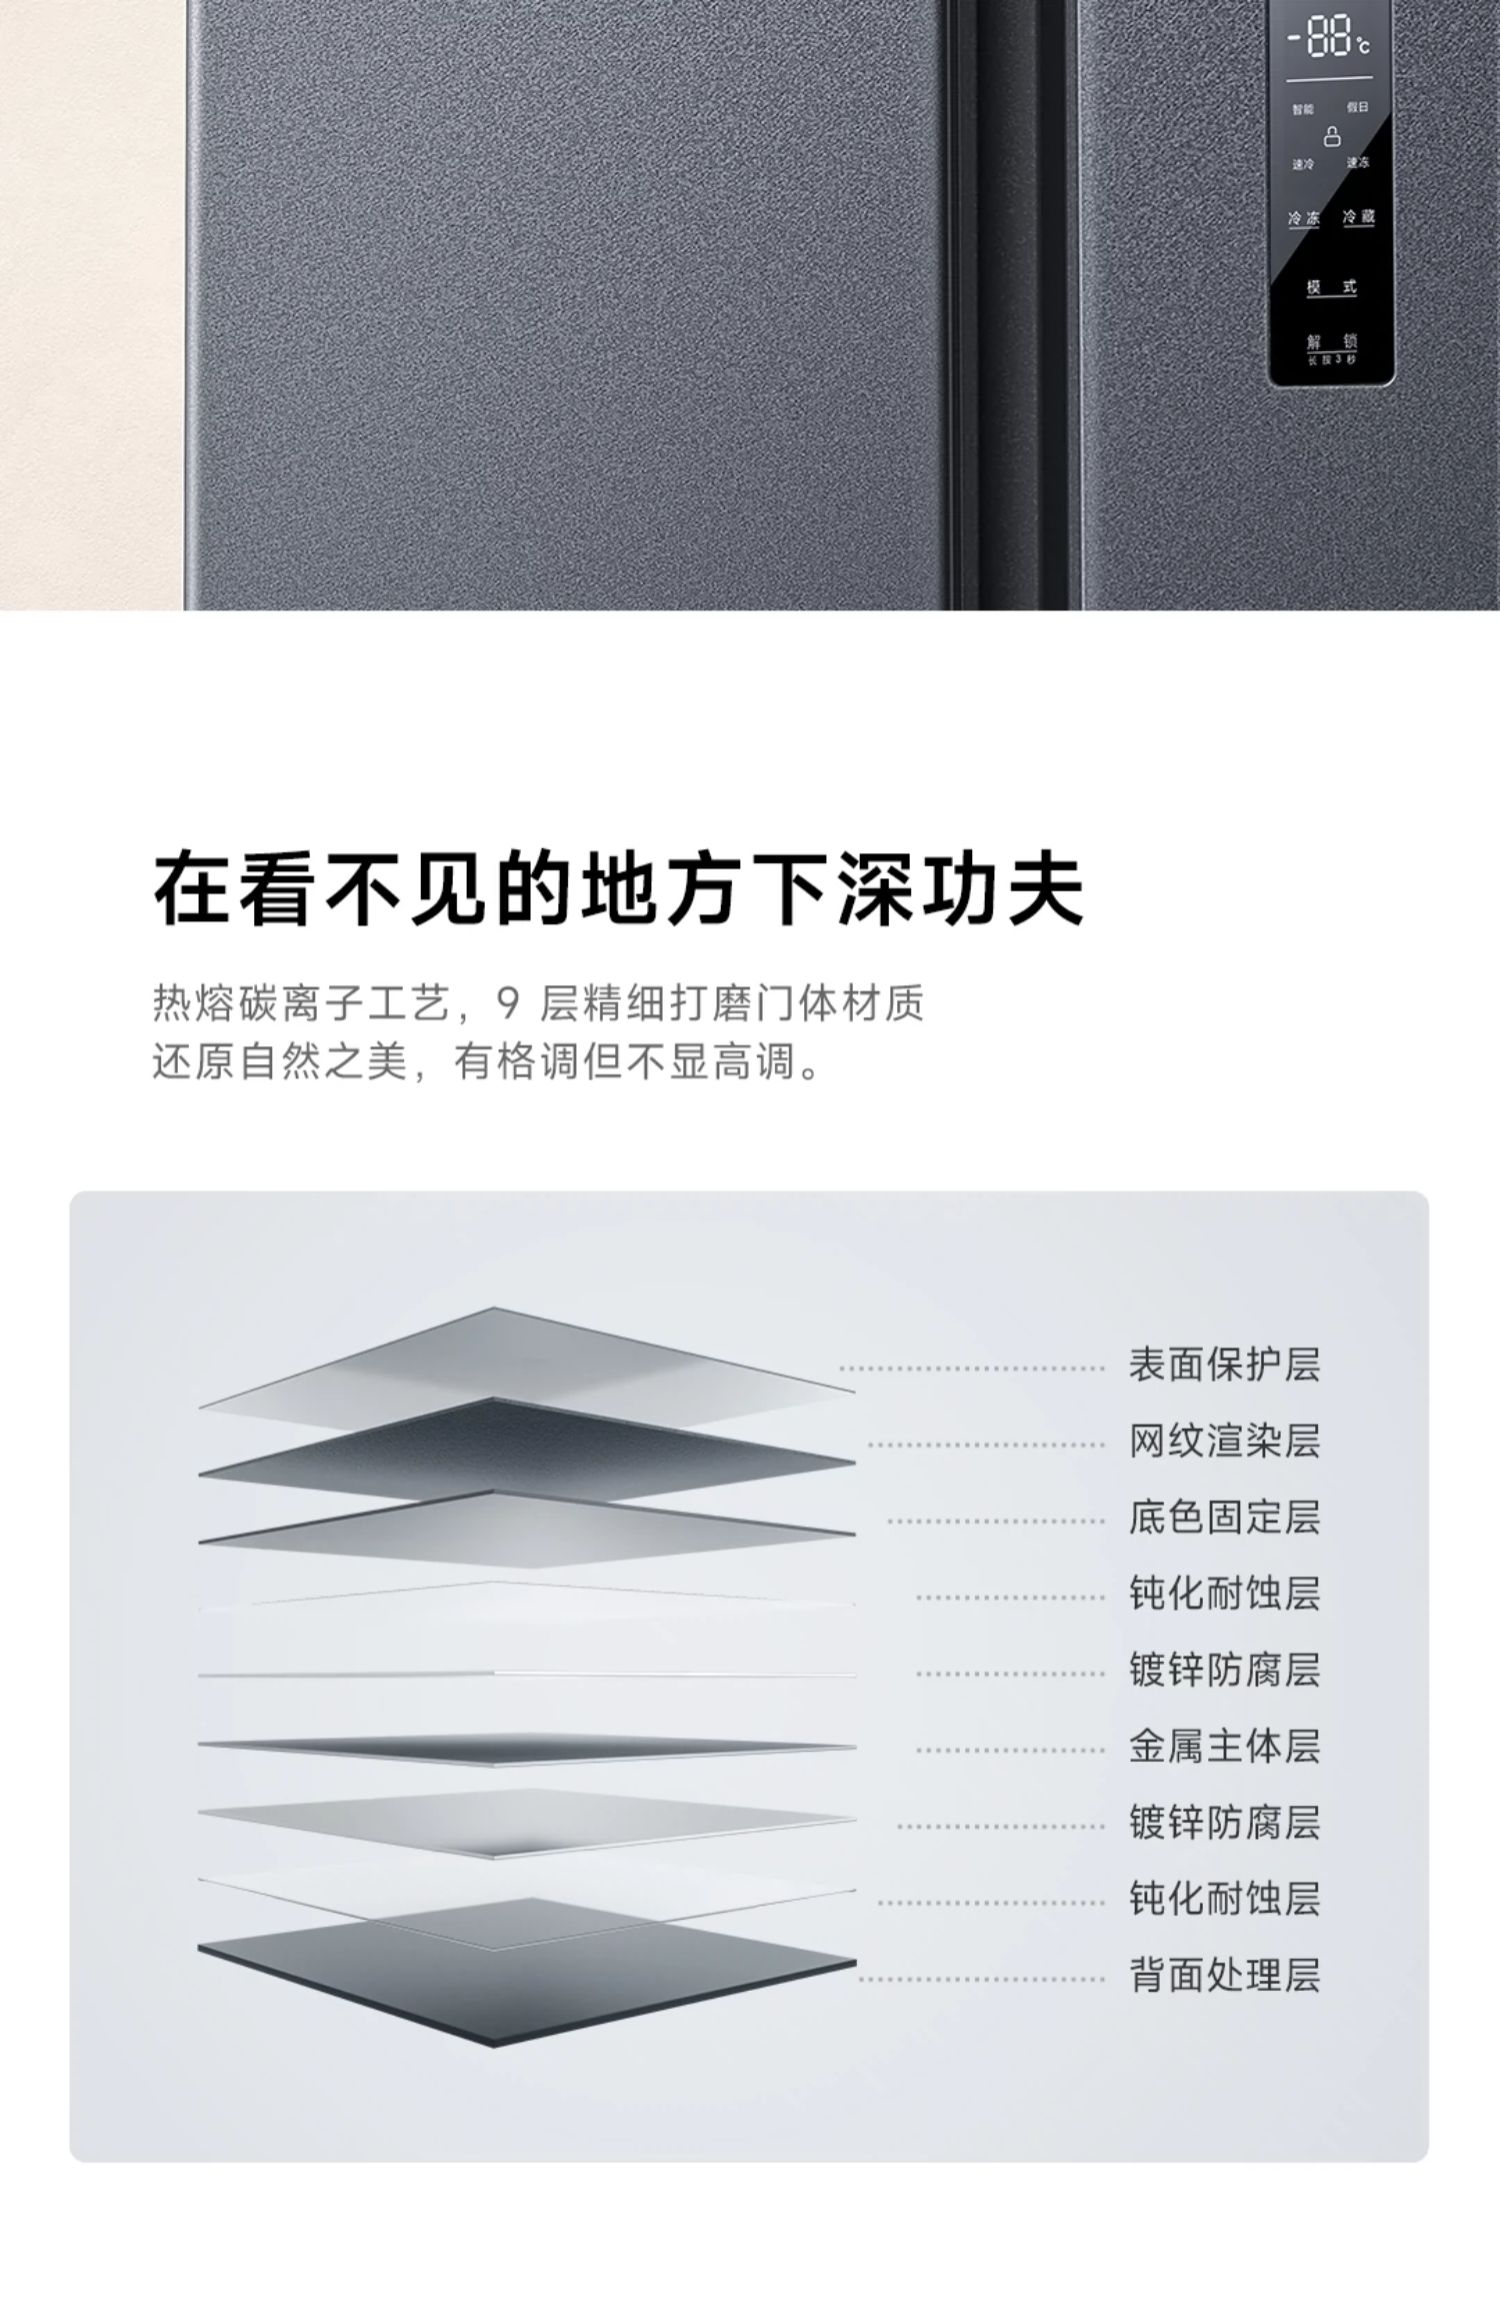 -88℃
智能 假日
速冷 速冻
冷冻 冷藏
模式
解锁
长按3秒
在看不见的地方下深功夫
热熔碳离子工艺，9 层精细打磨门体材质
还原自然之美，有格调但不显高调。
表面保护层
网纹渲染层
底色固定层
钝化耐蚀层
镀锌防腐层
金属主体层
镀锌防腐层
钝化耐蚀层
背面处理层